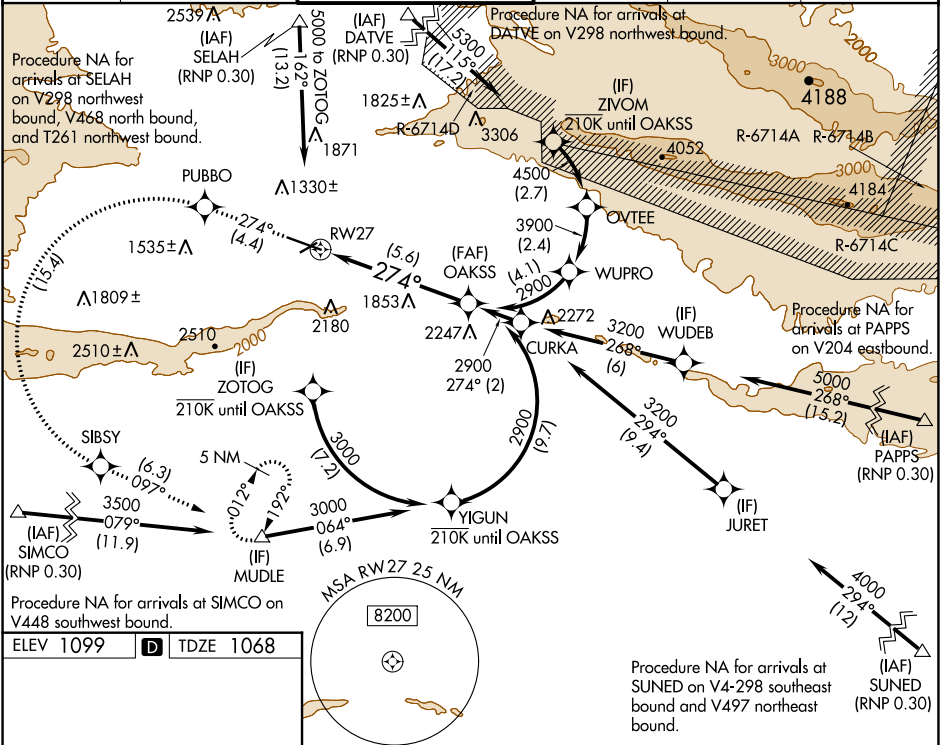 2539
(IAF)
SELAH
(RNP 0.30)
5000 to ZOTOG
162°
(13.2)
(IAF)
DATVE
(RNP 0.30)
Procedure NA for arrivals at
DATVE on V298 northwest bound.
5300
115°
(17.2)
2000
3000
4188
Procedure NA for
arrivals at SELAH
on V298 northwest
bound, V468 north bound,
and T261 northwest bound.
1825±
R-6714D
3306
1871
(IF)
ZIVOM
210K until OAKSS
4052
R-6714A
R-6714B
3000
4184
R-6714C
PUBBO
1330±
4500
(2.7)
OVTEE
274°
(4.4)
RW27
1535±
(15.4)
3900
(2.4)
(5.6)
274°
(FAF)
OAKSS
(4.1)
2900
WUPRO
1809±
1853
2180
2247
2272
CURKA
(IF)
WUDEB
Procedure NA for
arrivals at PAPPS
on V204 eastbound.
2510±
2510
2000
2900
274° (2)
3200
268°
(6)
(IF)
ZOTOG
210K until OAKSS
3000
(7.2)
2900
(9.7)
3200
294°
(9.4)
5000
268°
(15.2)
(IAF)
PAPPS
(RNP 0.30)
SIBSY
(6.3)
097°
5 NM
012°
192°
3500
079°
(11.9)
(IAF)
SIMCO
(RNP 0.30)
3000
064°
(6.9)
(IF)
MUDLE
YIGUN
210K until OAKSS
(IF)
JURET
Procedure NA for arrivals at SIMCO on
V448 southwest bound.
MSA RW27 25 NM
8200
4000
294°
(12)
(IAF)
SUNED
(RNP 0.30)
ELEV 1099 D TDZE 1068
Procedure NA for arrivals at
SUNED on V4-298 southeast
bound and V497 northeast
bound.